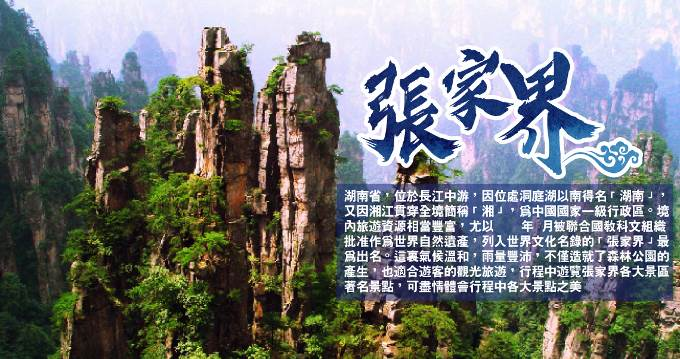 張家界
湖南省，位於長江中游，因位處洞庭湖以南得名「湖南」，
又因湘江貫穿全境簡稱「湘」，爲中國國家一級行政區。境
內旅遊資源相當豐富，尤以 年 月被聯合國教科文組織
批准作爲世界自然遺產，列入世界文化名錄的「張家界」最
爲出名。這裏氣候溫和，雨量豐沛，不僅造就了森林公園的
產生，也適合遊客的觀光旅遊，行程中遊覽張家界各大景區
著名景點，可盡情體會行程中各大景點之美